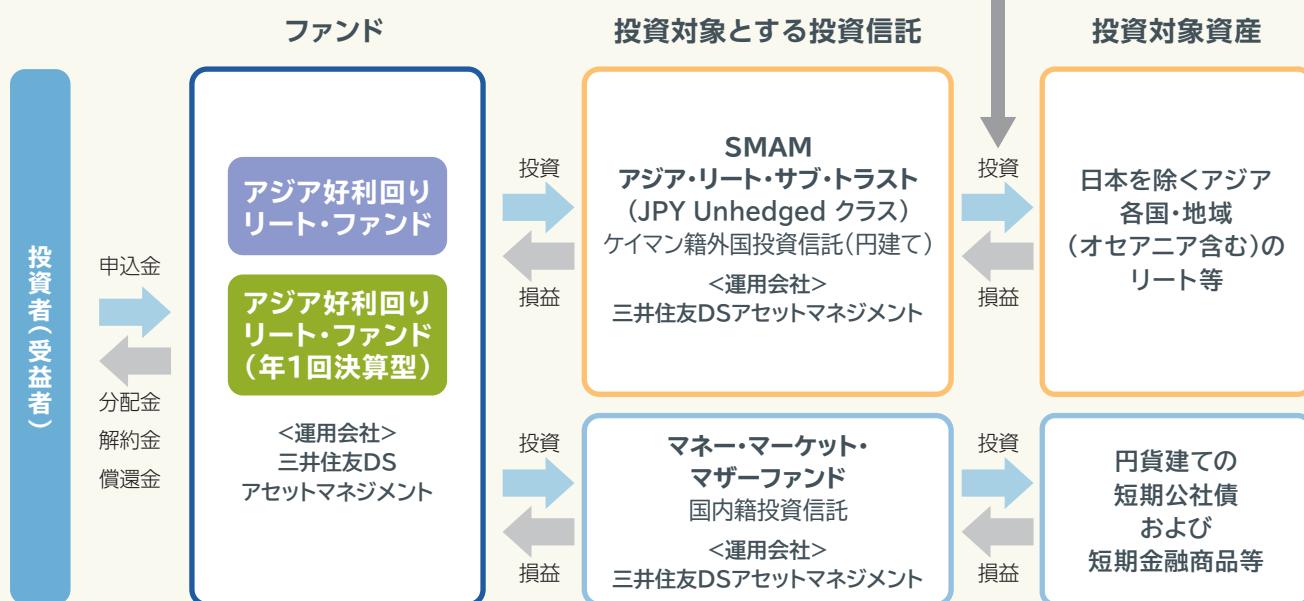 ファンド
投資対象とする投資信託
投資対象資産
投資者(受益者)
申込金
分配金
解約金
償還金
アジア好利回り
リート・ファンド
アジア好利回り
リート・ファンド
(年1回決算型)
<運用会社>
三井住友DS
アセットマネジメント
投資
損益
SMAM
アジア・リート・サブ・トラスト
(JPY Unhedged クラス)
ケイマン籍外国投資信託(円建て)
<運用会社>
三井住友DSアセットマネジメント
投資
損益
日本を除くアジア
各国・地域
(オセアニア含む)の
リート等
投資
損益
マネー・マーケット・
マザーファンド
国内籍投資信託
<運用会社>
三井住友DSアセットマネジメント
投資
損益
円貨建ての
短期公社債
および
短期金融商品等